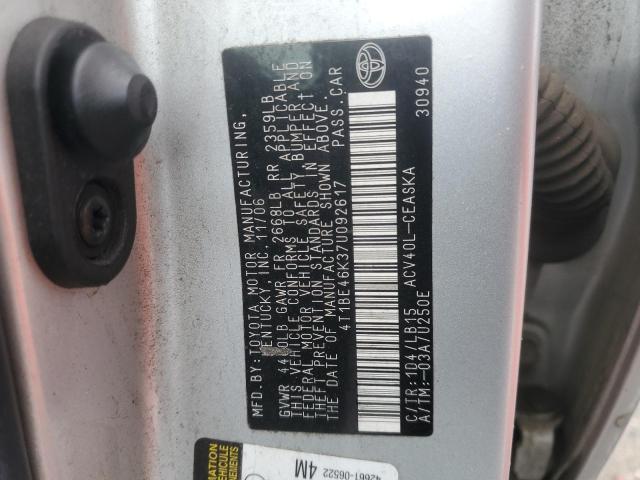 MFD. BY: TOYOTA MOTOR MANUFACTURING,
KENTUCKY, INC. 11/06
GVWR 4410LB GAWR FR 2668LB RR 2359LB
THIS VEHICLE CONFORMS TO ALL APPLICABLE
FEDERAL MOTOR VEHICLE SAFETY, BUMPER AND
THEFT PREVENTION STANDARDS IN EFFECT ON
THE DATE OF MANUFACTURE SHOWN ABOVE.
4T1BE46K37U092617 PASS. CAR
C/TR: 1D4/LB15 ACV40L-CEASKA
A/TM:-03A/U250E 30940
VEHICULE
42661-06522
4M